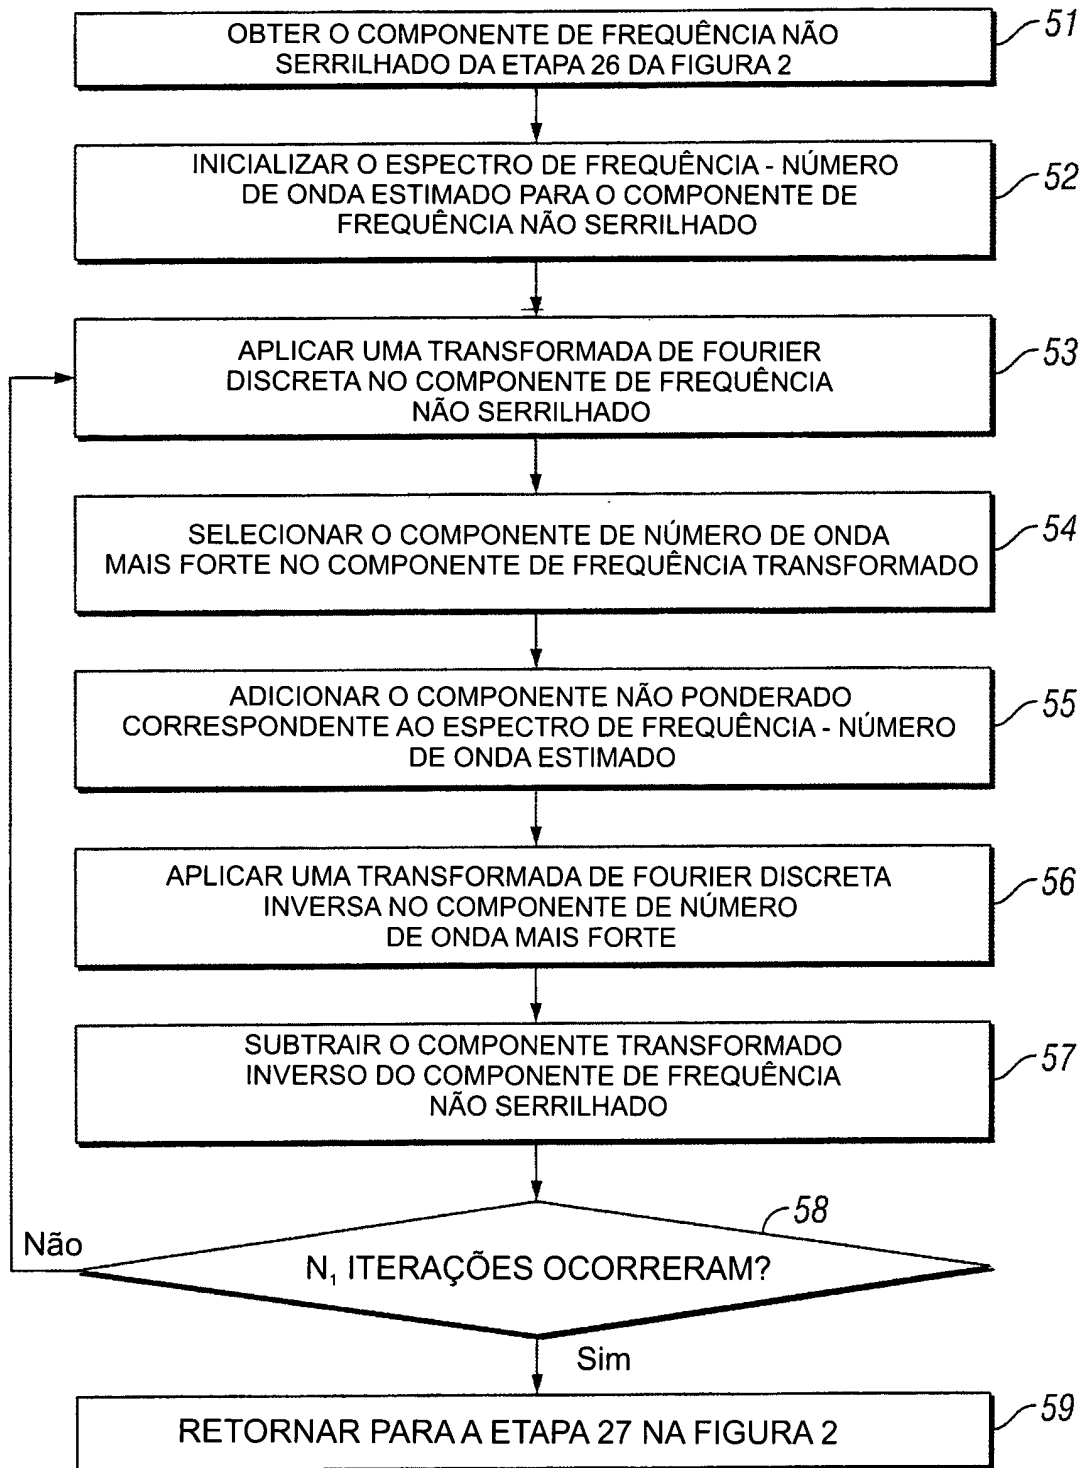 OBTER O COMPONENTE DE FREQUÊNCIA NÃO
SERRILHADO DA ETAPA 26 DA FIGURA 2
51
INICIALIZAR O ESPECTRO DE FREQUÊNCIA - NÚMERO
DE ONDA ESTIMADO PARA O COMPONENTE DE
FREQUÊNCIA NÃO SERRILHADO
52
APLICAR UMA TRANSFORMADA DE FOURIER
DISCRETA NO COMPONENTE DE FREQUÊNCIA
NÃO SERRILHADO
53
SELECIONAR O COMPONENTE DE NÚMERO DE ONDA
MAIS FORTE NO COMPONENTE DE FREQUÊNCIA TRANSFORMADO
54
ADICIONAR O COMPONENTE NÃO PONDERADO
CORRESPONDENTE AO ESPECTRO DE FREQUÊNCIA - NÚMERO
DE ONDA ESTIMADO
55
APLICAR UMA TRANSFORMADA DE FOURIER DISCRETA
INVERSA NO COMPONENTE DE NÚMERO
DE ONDA MAIS FORTE
56
SUBTRAIR O COMPONENTE TRANSFORMADO
INVERSO DO COMPONENTE DE FREQUÊNCIA
NÃO SERRILHADO
57
58
Não
N₁ ITERAÇÕES OCORRERAM?
Sim
RETORNAR PARA A ETAPA 27 NA FIGURA 2
59